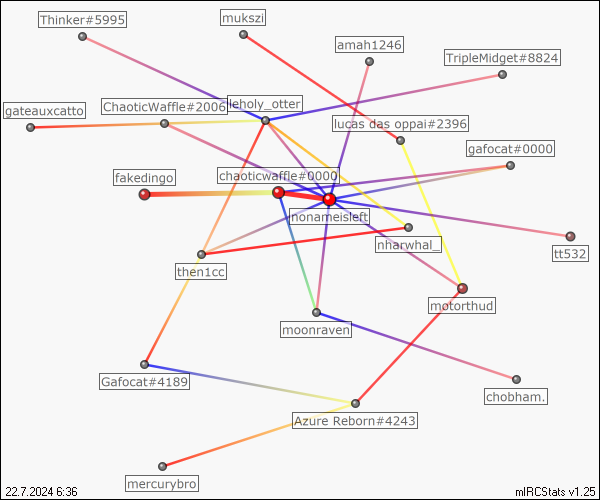 Thinker#5995
mukszi
amah1246
TripleMidget#8824
gateauxcatto
ChaoticWaffle#2006
leholy_otter
lucas das oppai#2396
gafocat#0000
fakedingo
chaoticwaffle#0000
nonameisleft
nharwhal_
tt532
then1cc
motorthud
moonraven
Gafocat#4189
chobham.
Azure Reborn#4243
mercurybro
22.7.2024 6:36
mIRCStats v1.25